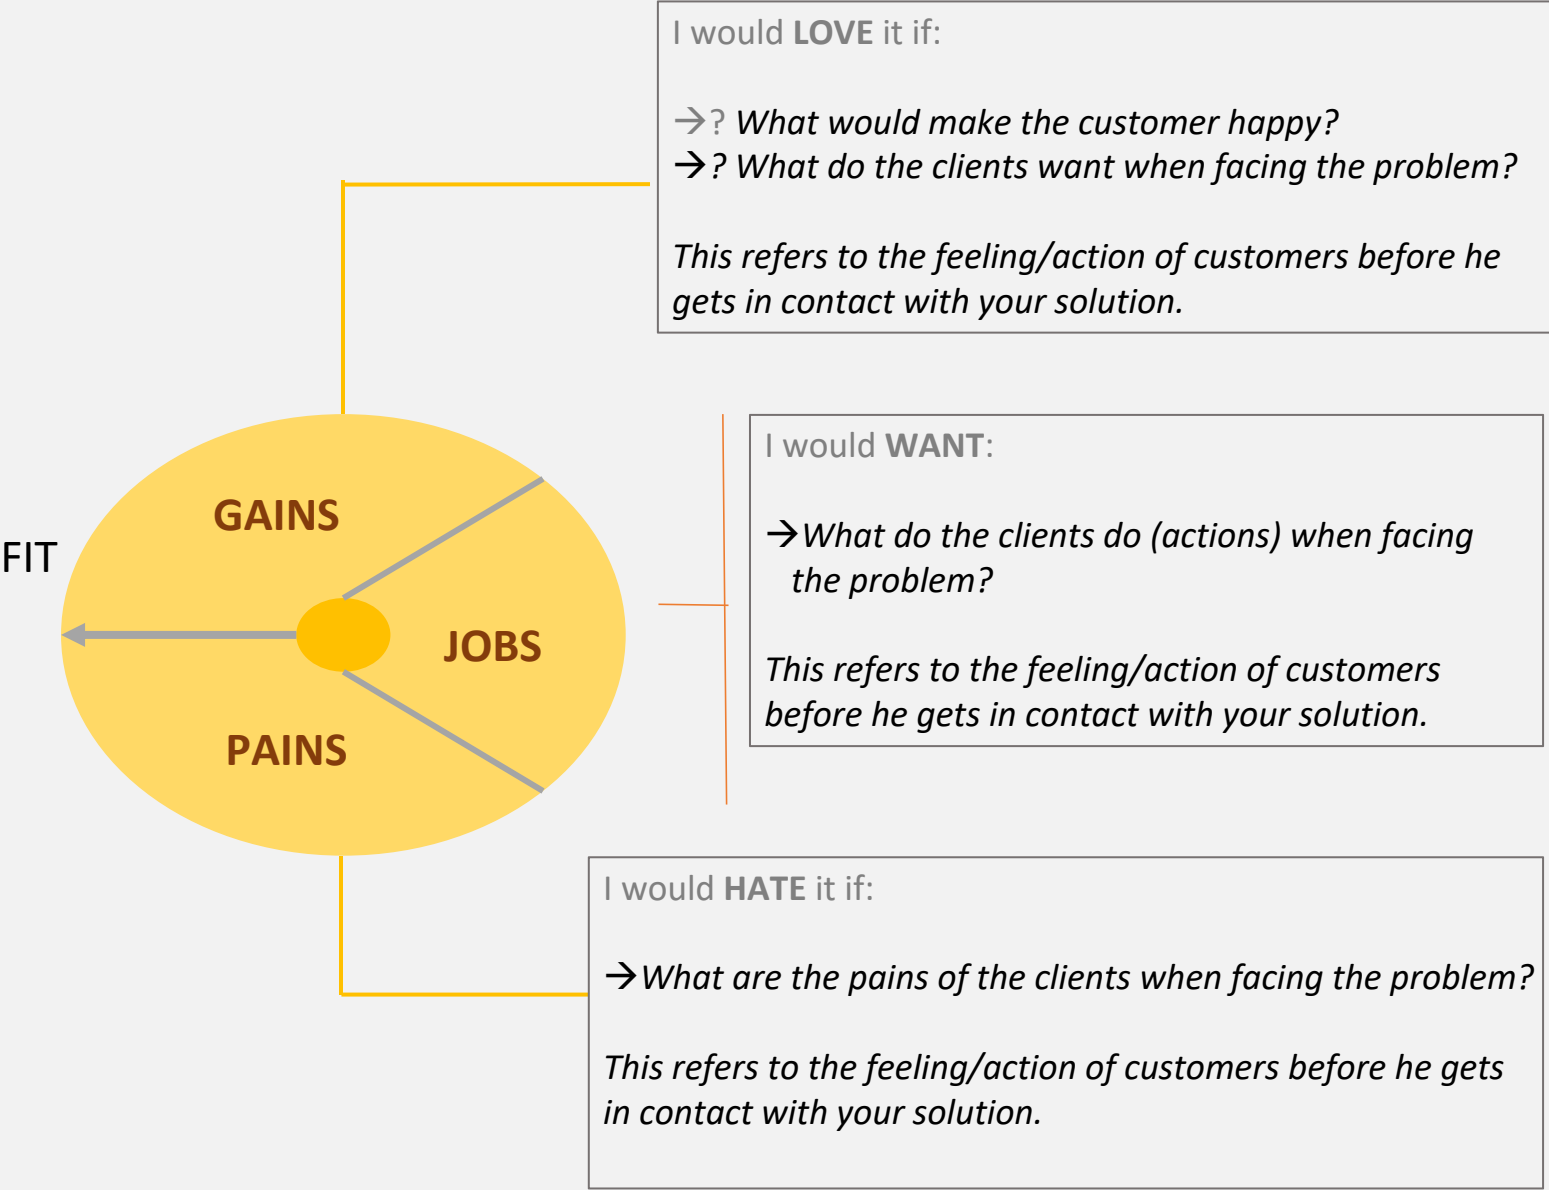 I would LOVE it if:
→? What would make the customer happy?
→? What do the clients want when facing the problem?
This refers to the feeling/action of customers before he
gets in contact with your solution.
GAINS
FIT
JOBS
PAINS
I would WANT:
→What do the clients do (actions) when facing
the problem?
This refers to the feeling/action of customers
before he gets in contact with your solution.
I would HATE it if:
→What are the pains of the clients when facing the problem?
This refers to the feeling/action of customers before he gets
in contact with your solution.